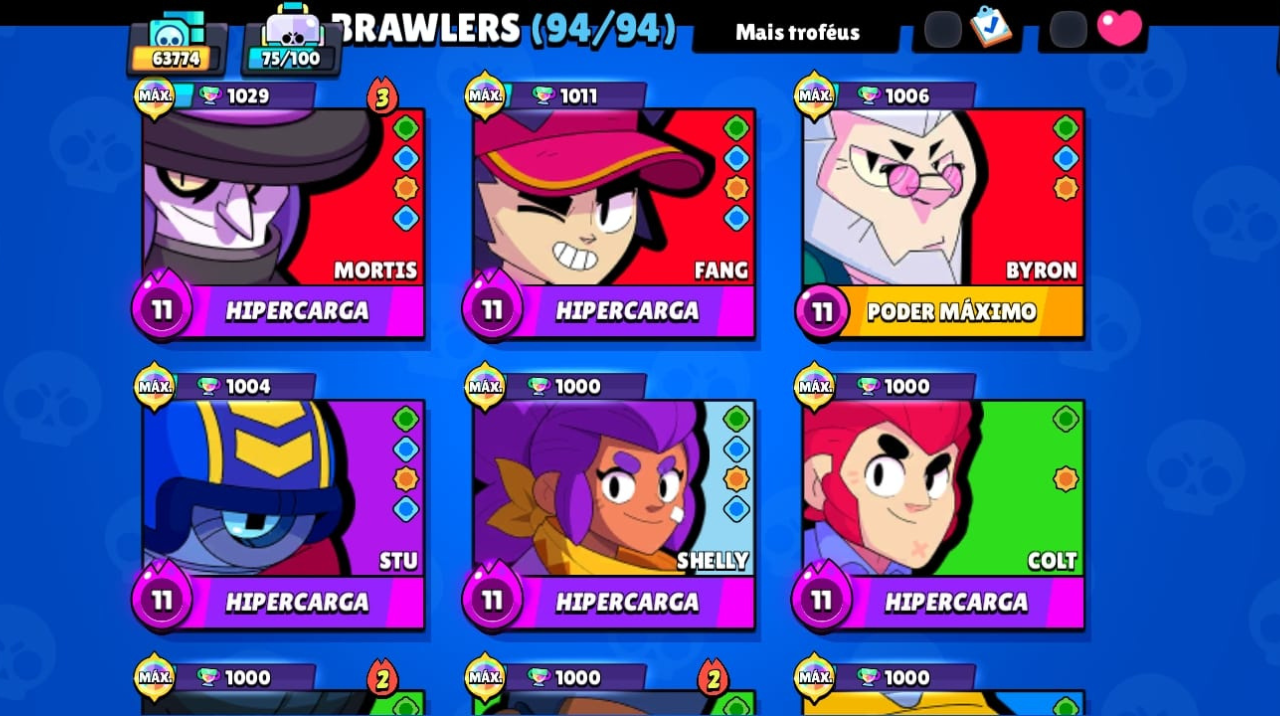 BRAWLERS (94/94)
Mais troféus
63774
75/100
MÁX. 1029
3
MÁX. 1011
MÁX. 1006
MORTIS
FANG
BYRON
11 HIPERCARGA
11 HIPERCARGA
11 PODER MÁXIMO
MÁX. 1004
MÁX. 1000
MÁX. 1000
STU
SHELLY
COLT
11 HIPERCARGA
11 HIPERCARGA
11 HIPERCARGA
MÁX. 1000
2
MÁX. 1000
2
MÁX. 1000